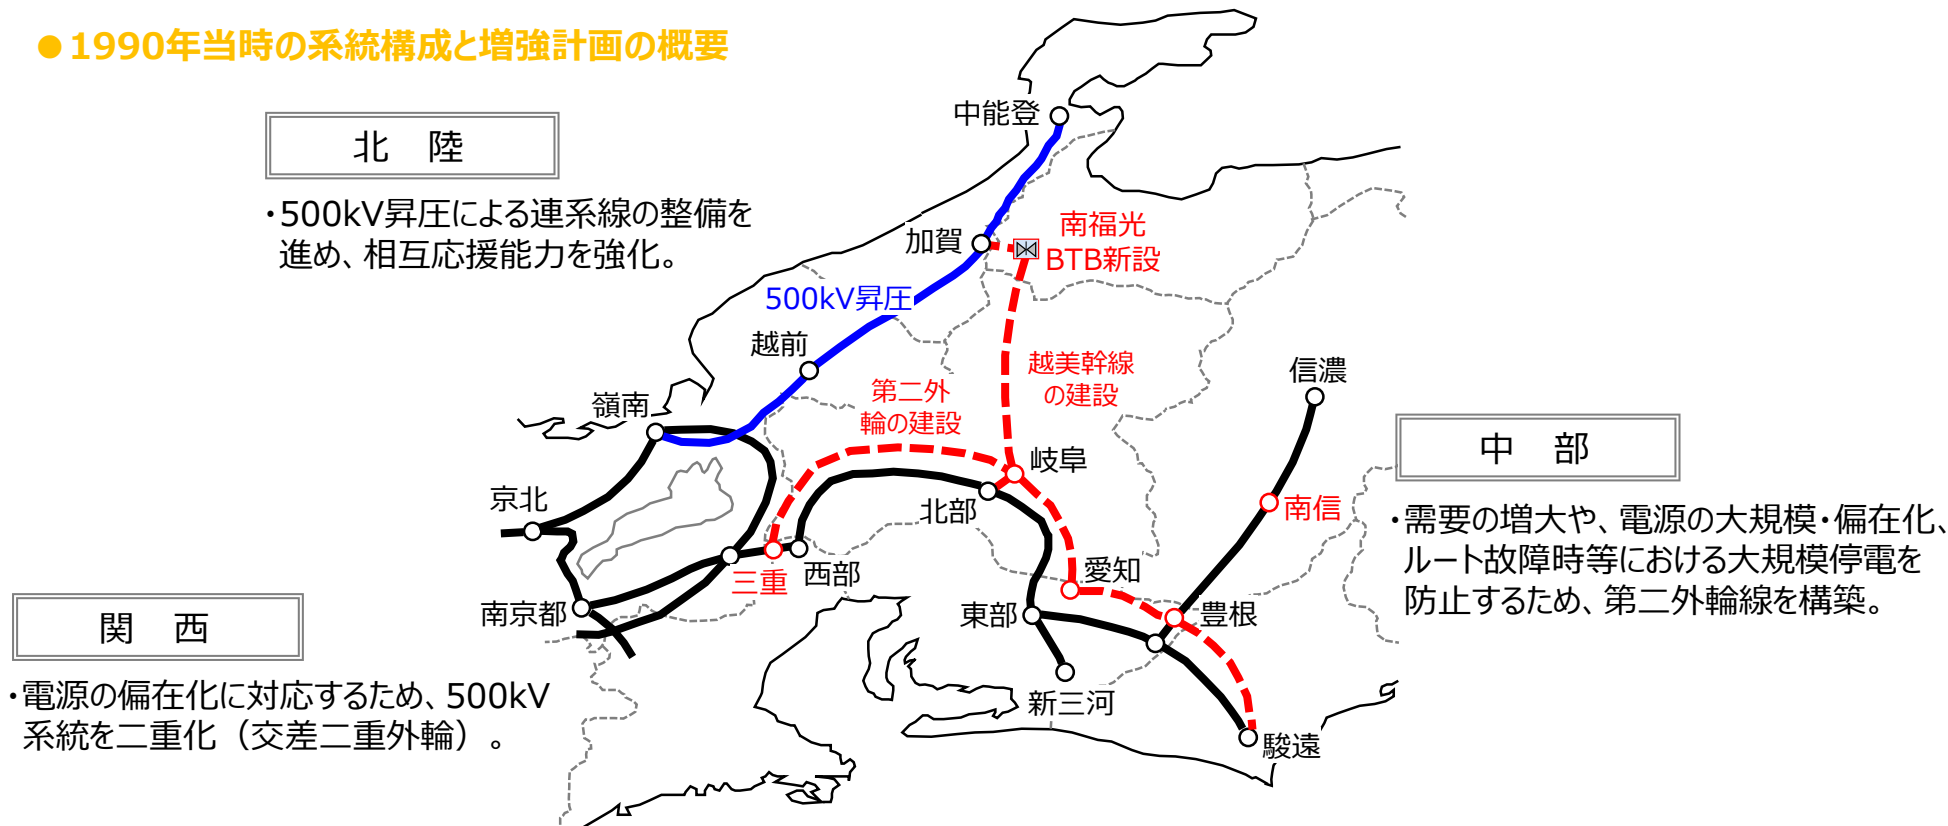 ●1990年当時の系統構成と増強計画の概要
北　陸
・500kV昇圧による連系線の整備を
進め、相互応援能力を強化。
中能登
加賀
南福光
BTB新設
500kV昇圧
越前
越美幹線
の建設
第二外
輪の建設
信濃
嶺南
岐阜
京北
北部
南信
中　部
・需要の増大や、電源の大規模・偏在化、
ルート故障時等における大規模停電を
防止するため、第二外輪線を構築。
三重
西部
愛知
南京都
東部
豊根
新三河
駿遠
関　西
・電源の偏在化に対応するため、500kV
系統を二重化（交差二重外輪）。